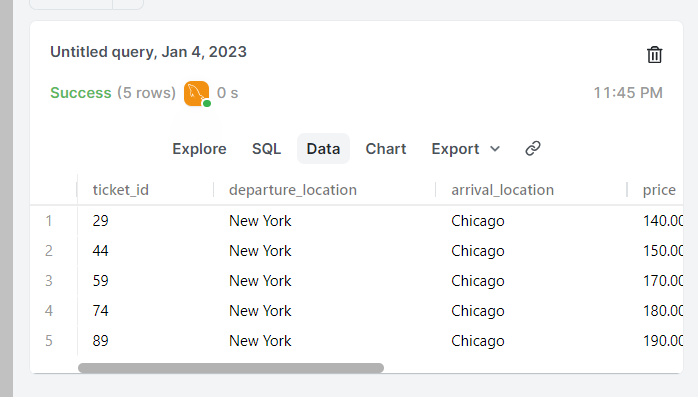 Untitled query, Jan 4, 2023
Success (5 rows) 0 s 11:45 PM
Explore SQL Data Chart Export
ticket_id departure_location arrival_location price
1 29 New York Chicago 140.00
2 44 New York Chicago 150.00
3 59 New York Chicago 170.00
4 74 New York Chicago 180.00
5 89 New York Chicago 190.00